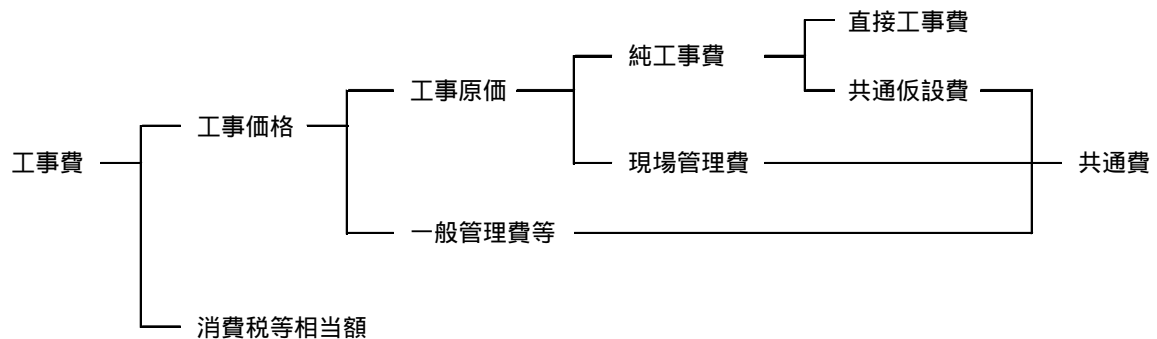 直接工事費
純工事費
工事原価
共通仮設費
工事価格
工事費
現場管理費
共通費
一般管理費等
消費税等相当額